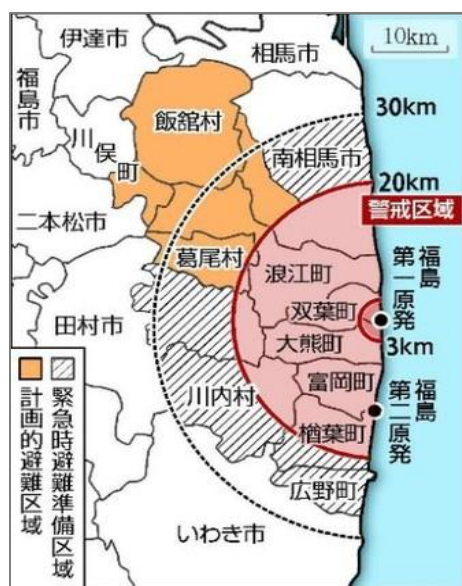 伊達市
相馬市
10km
福島市
飯舘村
30km
川俣町
南相馬市
20km
警戒区域
二本松市
葛尾村
浪江町
福島第一原発
双葉町
田村市
大熊町
3km
富岡町
川内村
福島第二原発
楢葉町
広野町
いわき市
緊急時避難準備区域
計画的避難区域